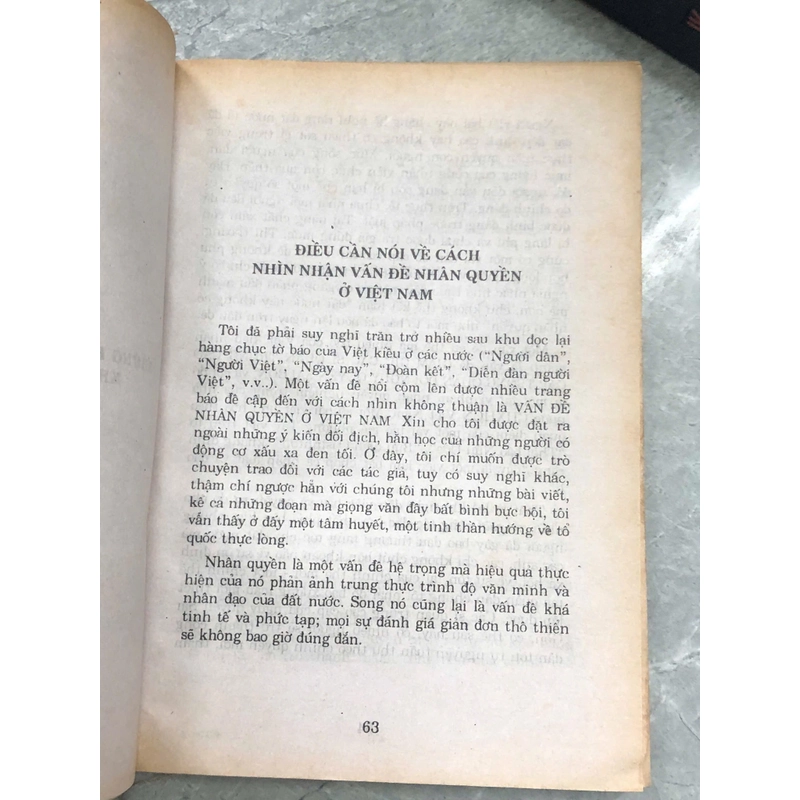 ĐIỀU CẦN NÓI VỀ CÁCH
NHÌN NHẬN VẤN ĐỀ NHÂN QUYỀN
Ở VIỆT NAM
Tôi đã phải suy nghĩ trăn trở nhiều sau khu đọc lại
hàng chục tờ báo của Việt kiều ở các nước (“Người dân”,
“Người Việt”, “Ngày nay”, “Đoàn kết”, “Diễn đàn người
Việt”, v.v..). Một vấn đề nổi cộm lên được nhiều trang
báo đề cập đến với cách nhìn không thuận là VẤN ĐỀ
NHÂN QUYỀN Ở VIỆT NAM Xin cho tôi được đặt ra
ngoài những ý kiến đối địch, hằn học của những người có
động cơ xấu xa đen tối. Ở đây, tôi chỉ muốn được trò
chuyện trao đổi với các tác giả, tuy có suy nghĩ khác,
thậm chí ngược hẳn với chúng tôi nhưng những bài viết,
kể cả những đoạn mà giọng văn đầy bất bình bực bội, tôi
vẫn thấy ở đấy một tâm huyết, một tinh thần hướng về tổ
quốc thực lòng.
Nhân quyền là một vấn đề hệ trọng mà hiệu quả thực
hiện của nó phản ảnh trung thực trình độ văn minh và
nhân đạo của đất nước. Song nó cũng lại là vấn đề khá
tinh tế và phức tạp; mọi sự đánh giá giản đơn thô thiển
sẽ không bao giờ đúng đắn.
63